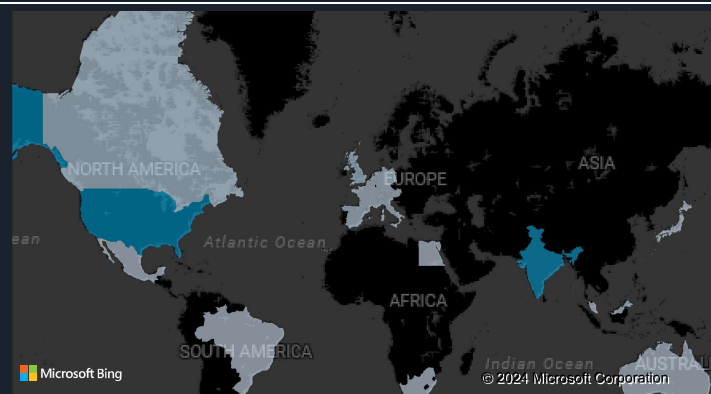 NORTH AMERICA
EUROPE
ASIA
ean
Atlantic Ocean
AFRICA
SOUTH AMERICA
Indian Ocean
AUSTRAL
Microsoft Bing
© 2024 Microsoft Corporation